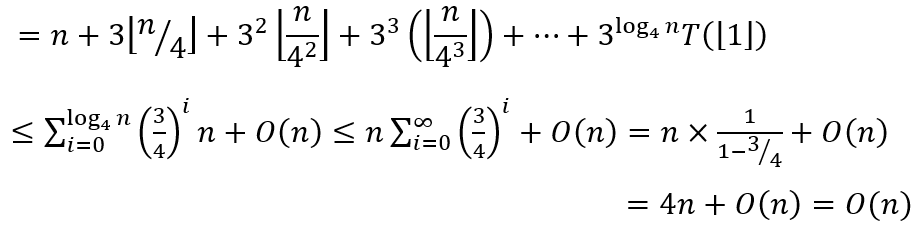 = n + 3⌊n/4⌋ + 3² ⌊n/4²⌋ + 3³ (⌊n/4³⌋) + ⋯ + 3^{log₄ n} T(⌊1⌋)
≤ ∑_{i=0}^{log₄ n} (3/4)^i n + O(n) ≤ n ∑_{i=0}^{∞} (3/4)^i + O(n) = n × 1/(1−3/4) + O(n)
= 4n + O(n) = O(n)